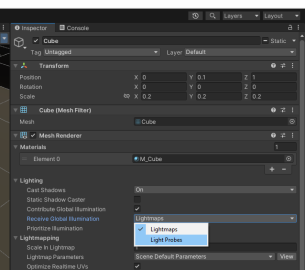 Layers Layout
Inspector Console
Cube Static
Tag Untagged Layer Default
Transform
Position X 0 Y 0.1 Z 1
Rotation X 0 Y 0 Z 0
Scale X 0.2 Y 0.2 Z 0.2
Cube (Mesh Filter)
Mesh Cube
Mesh Renderer
Materials 1
Element 0 M_Cube
+ −
Lighting
Cast Shadows On
Static Shadow Caster
Contribute Global Illumination
Receive Global Illumination Lightmaps
Prioritize Illumination Lightmaps
Lightmapping Light Probes
Scale In Lightmap
Lightmap Parameters Scene Default Parameters View
Optimize Realtime UVs